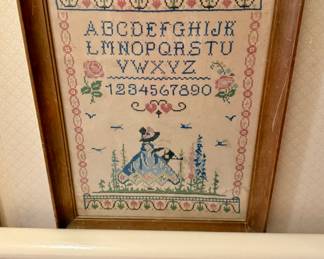 ABCDEFGHIJK
LMNOPQRSTU
VWXYZ
1234567890